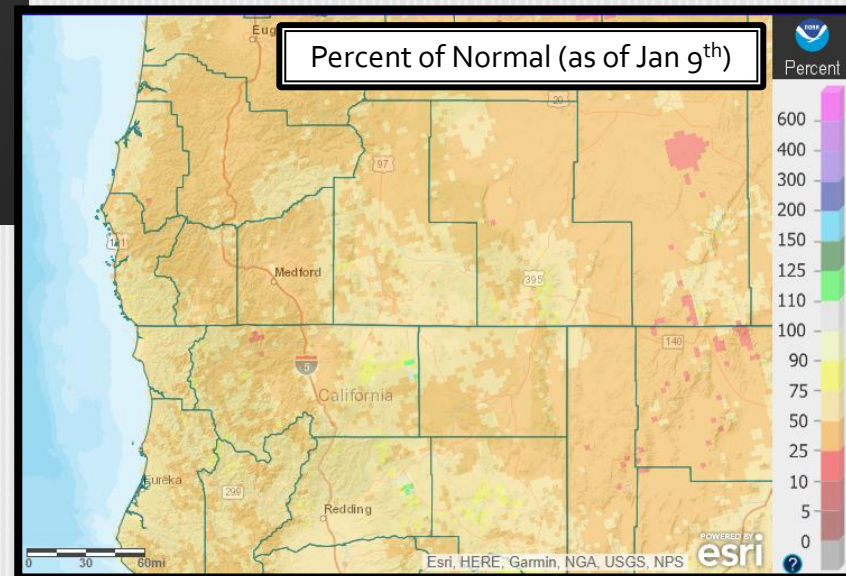 Percent of Normal (as of Jan 9th)
NOAA
Percent
600
400
300
200
150
125
110
100
90
75
50
25
10
5
0
?
Eug
20
97
101
Medford
395
140
5
California
Eureka
299
Redding
0 30 60mi
Esri, HERE, Garmin, NGA, USGS, NPS
POWERED BY
esri